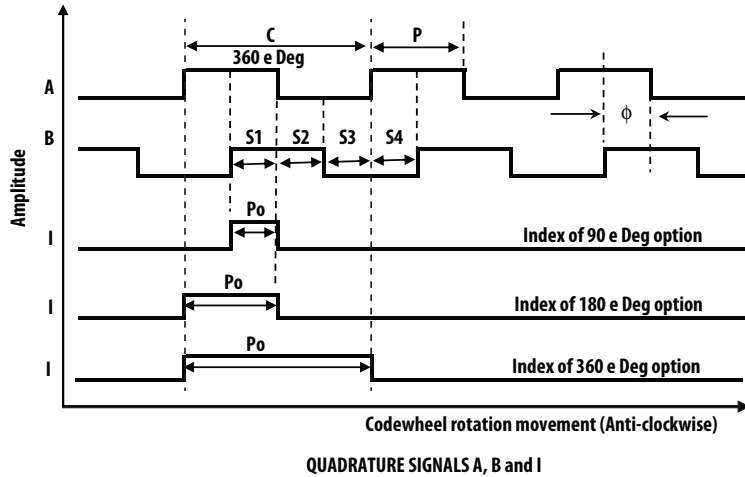 C
P
360 e Deg
A
ϕ
B
S1 S2 S3 S4
Amplitude
Po
I
Index of 90 e Deg option
Po
I
Index of 180 e Deg option
Po
I
Index of 360 e Deg option
Codewheel rotation movement (Anti-clockwise)
QUADRATURE SIGNALS A, B and I